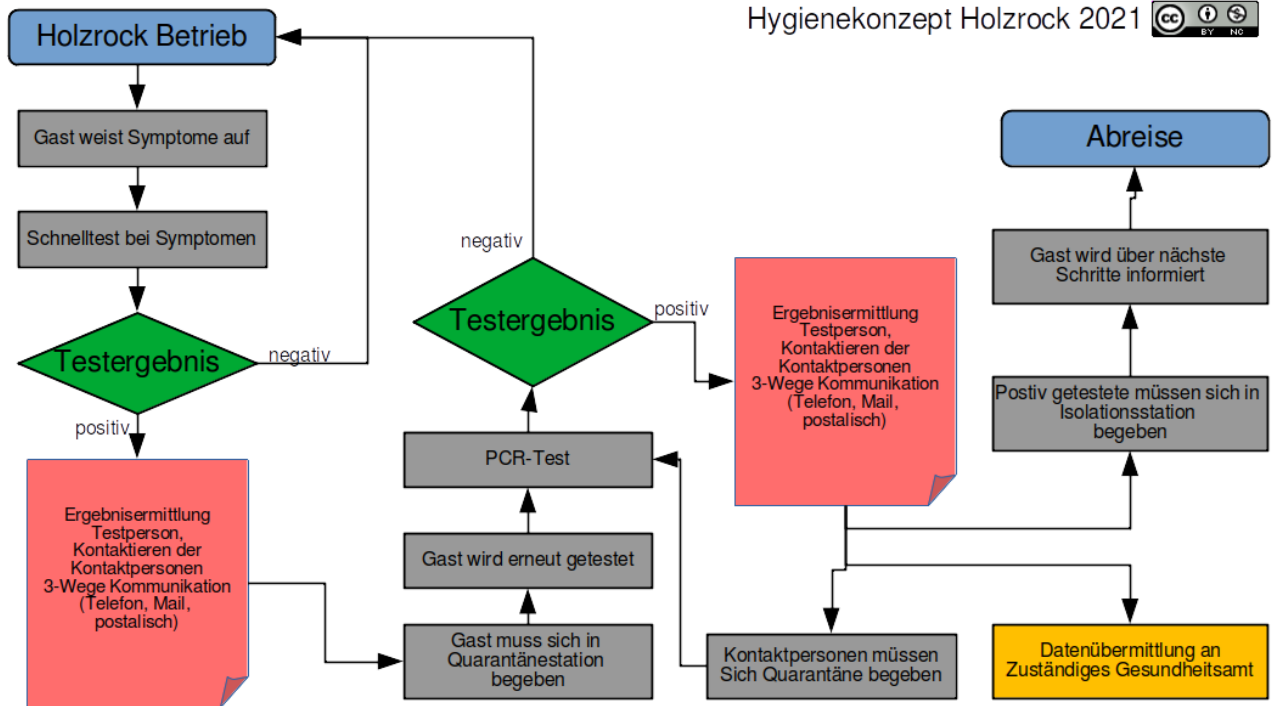 Hygienekonzept Holzrock 2021
cc
BY NC
Holzrock Betrieb
Gast weist Symptome auf
Schnelltest bei Symptomen
Testergebnis
negativ
positiv
Ergebnisermittlung
Testperson,
Kontaktieren der
Kontaktpersonen
3-Wege Kommunikation
(Telefon, Mail,
postalisch)
Gast muss sich in
Quarantänestation
begeben
Gast wird erneut getestet
PCR-Test
Testergebnis
negativ
positiv
Ergebnisermittlung
Testperson,
Kontaktieren der
Kontaktpersonen
3-Wege Kommunikation
(Telefon, Mail,
postalisch)
Kontaktpersonen müssen
Sich Quarantäne begeben
Datenübermittlung an
Zuständiges Gesundheitsamt
Postiv getestete müssen sich in
Isolationsstation
begeben
Gast wird über nächste
Schritte informiert
Abreise